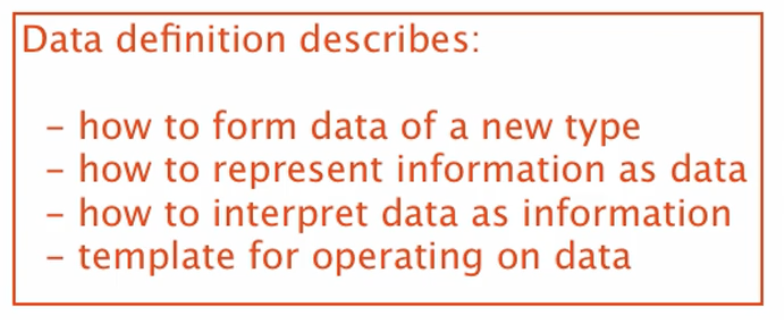 Data definition describes:
– how to form data of a new type
– how to represent information as data
– how to interpret data as information
– template for operating on data